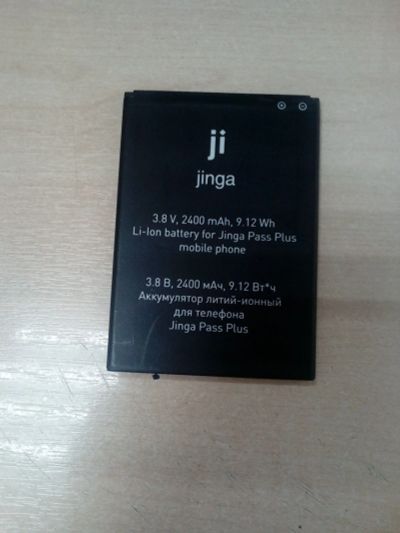 ji
jinga
3.8 V, 2400 mAh, 9.12 Wh
Li-Ion battery for Jinga Pass Plus
mobile phone
3.8 В, 2400 мАч, 9.12 Вт*ч
Аккумулятор литий-ионный
для телефона
Jinga Pass Plus